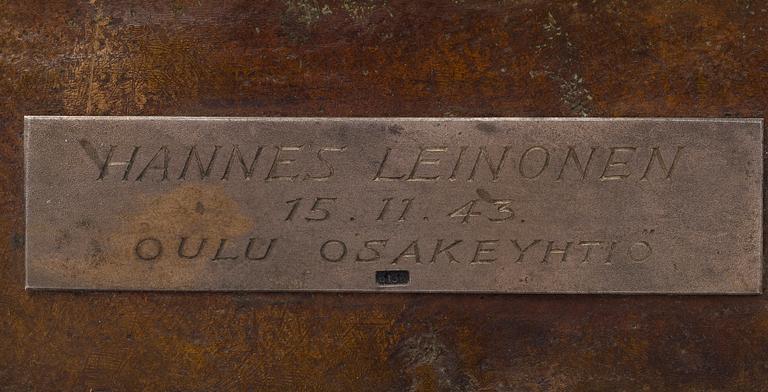 HANNES LEINONEN
15.11.43.
OULU OSAKEYHTIÖ